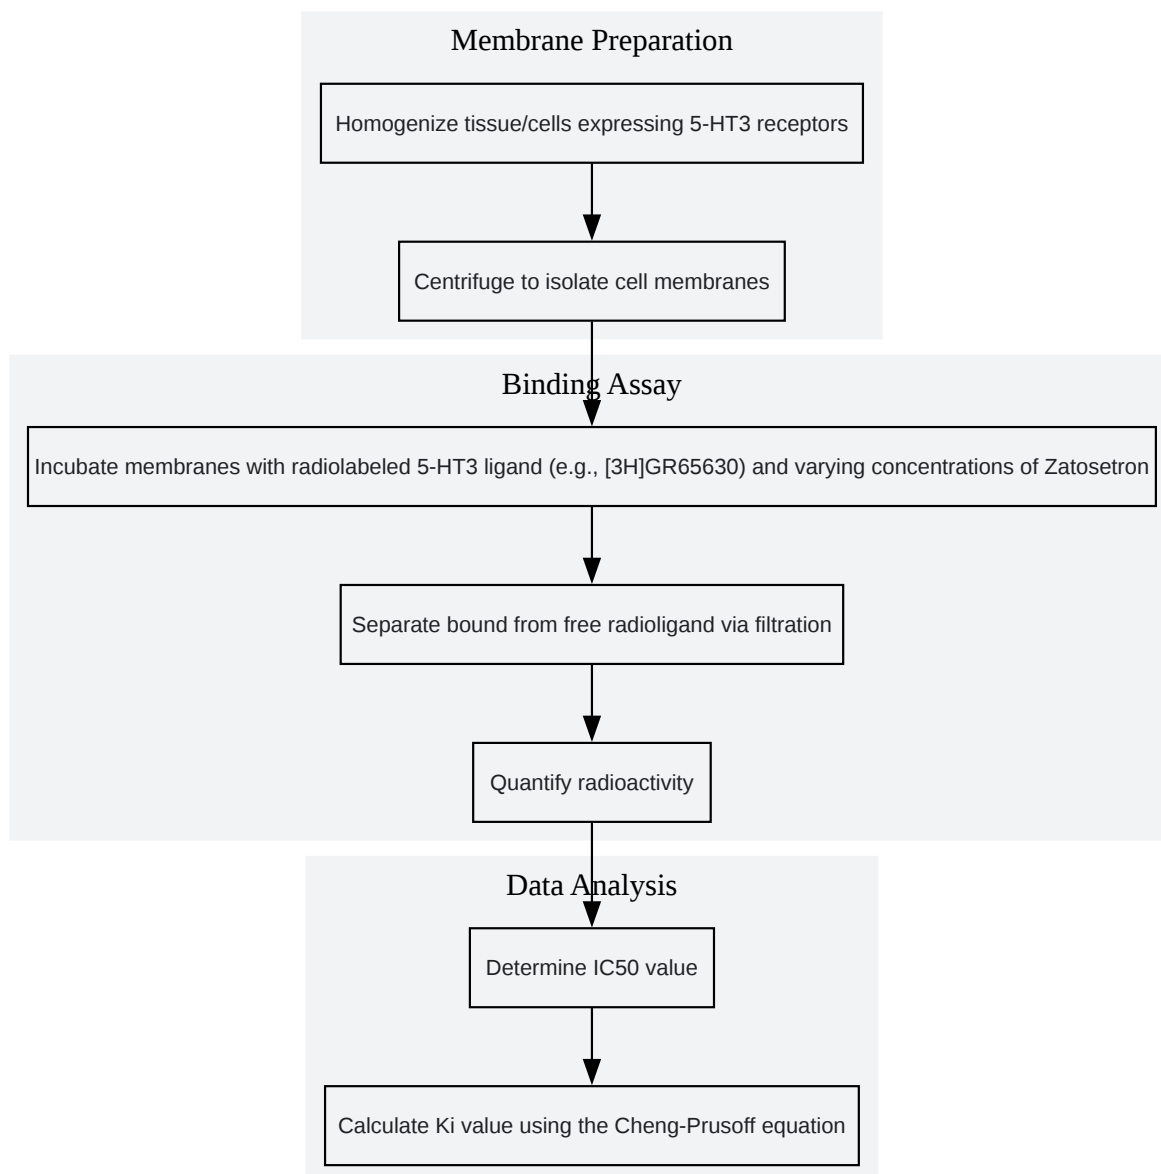 Membrane Preparation
Homogenize tissue/cells expressing 5-HT3 receptors
Centrifuge to isolate cell membranes
Binding Assay
Incubate membranes with radiolabeled 5-HT3 ligand (e.g., [3H]GR65630) and varying concentrations of Zatosetron
Separate bound from free radioligand via filtration
Quantify radioactivity
Data Analysis
Determine IC50 value
Calculate Ki value using the Cheng-Prusoff equation